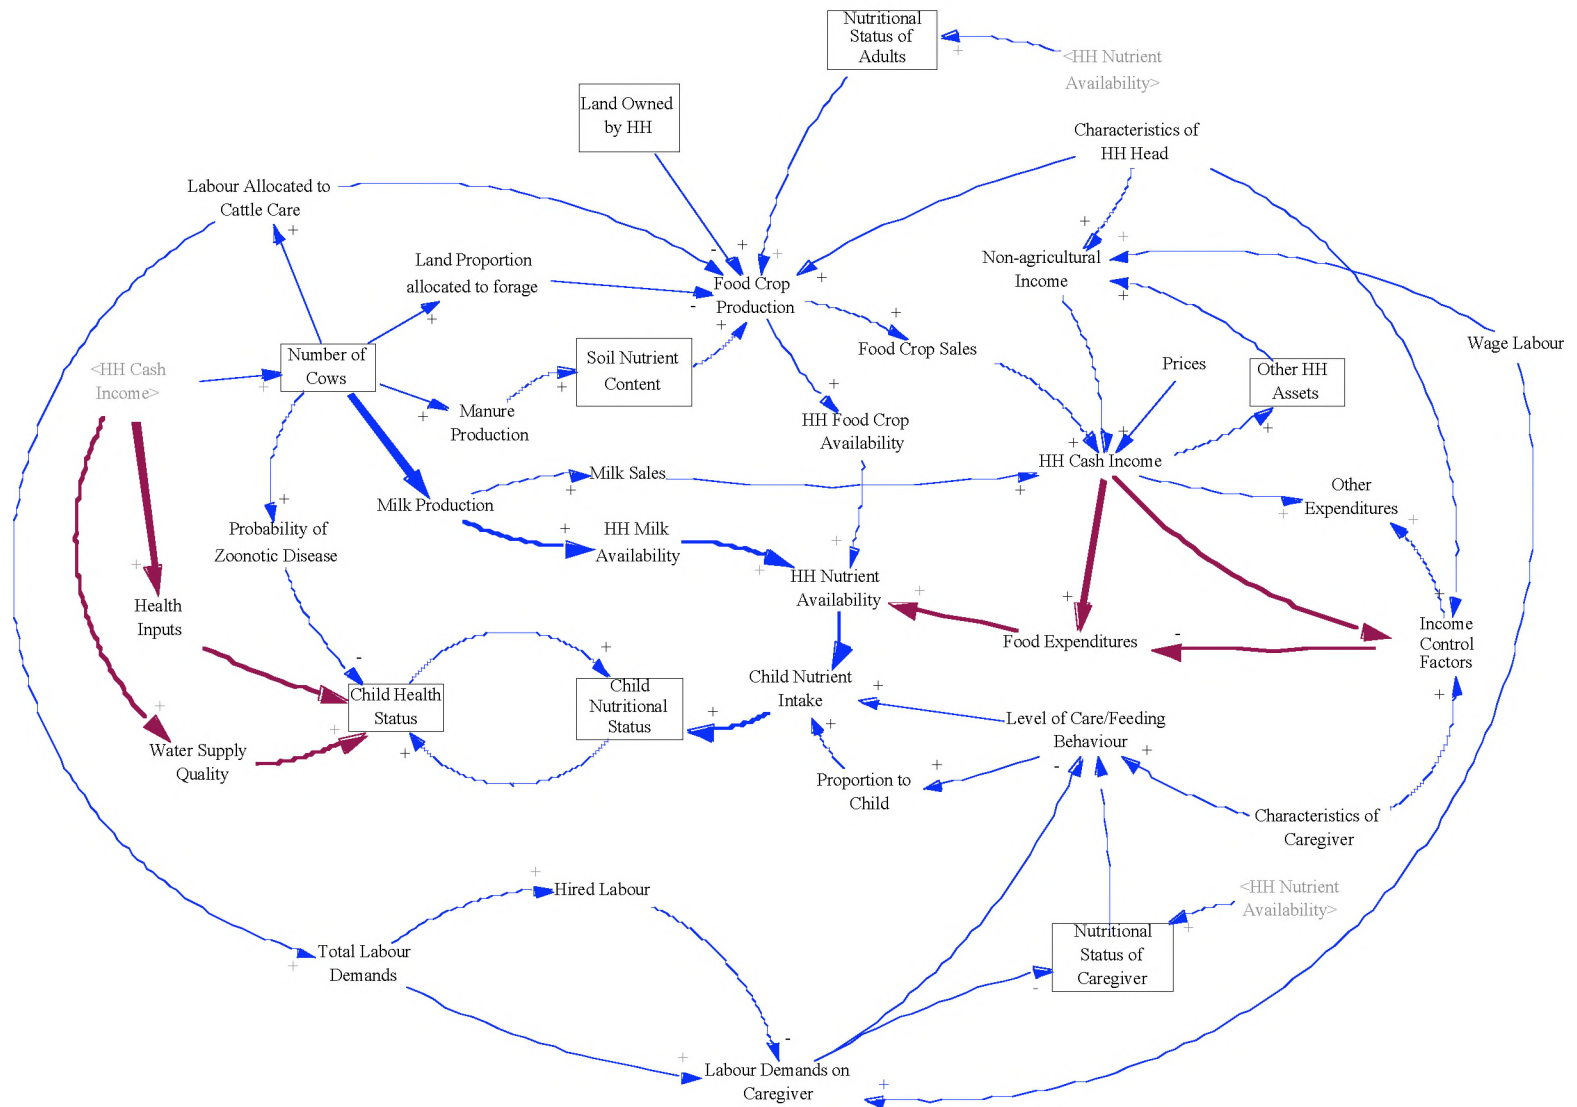 Nutritional
Status of
Adults
<HH Nutrient
Availability>
Land Owned
by HH
Characteristics of
HH Head
Labour Allocated to
Cattle Care
Land Proportion
allocated to forage
Non-agricultural
Income
Food Crop
Production
Food Crop Sales
Wage Labour
Number of
Cows
Soil Nutrient
Content
<HH Cash
Income>
Prices
Other HH
Assets
Manure
Production
HH Food Crop
Availability
HH Cash Income
Milk Sales
Milk Production
Other
Expenditures
Probability of
Zoonotic Disease
HH Milk
Availability
HH Nutrient
Availability
Health
Inputs
Food Expenditures
Income
Control
Factors
Child Health
Status
Child
Nutritional
Status
Child Nutrient
Intake
Level of Care/Feeding
Behaviour
Water Supply
Quality
Proportion to
Child
Characteristics of
Caregiver
Hired Labour
<HH Nutrient
Availability>
Total Labour
Demands
Nutritional
Status of
Caregiver
Labour Demands on
Caregiver